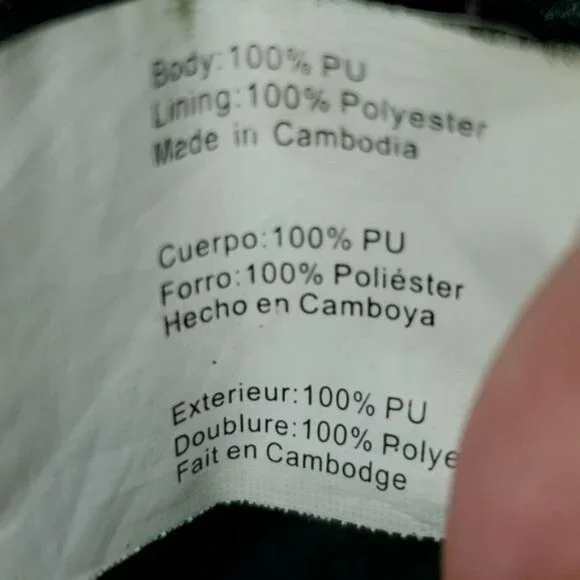 Body:100% PU
Lining:100% Polyester
Made in Cambodia
Cuerpo:100% PU
Forro:100% Poliéster
Hecho en Camboya
Exterieur:100% PU
Doublure:100% Polye
Fait en Cambodge